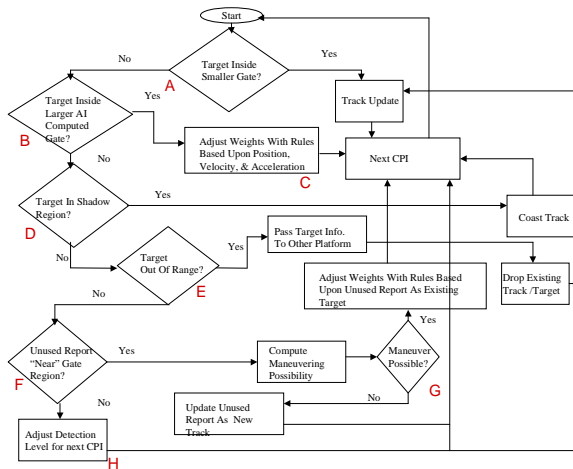 Start
No
Yes
Target Inside
Smaller Gate?
A
Target Inside
Larger AI
Computed
Gate?
B
Yes
Track Update
Adjust Weights With Rules
Based Upon Position,
Velocity, & Acceleration
C
Next CPI
No
Target In Shadow
Region?
D
Yes
Coast Track
No
Target
Out Of Range?
E
Yes
Pass Target Info.
To Other Platform
Adjust Weights With Rules Based
Upon Unused Report As Existing
Target
Drop Existing
Track /Target
No
Unused Report
“Near” Gate
Region?
F
Yes
Compute
Maneuvering
Possibility
Yes
Maneuver
Possible?
G
No
Update Unused
Report As New
Track
No
Adjust Detection
Level for next CPI
H